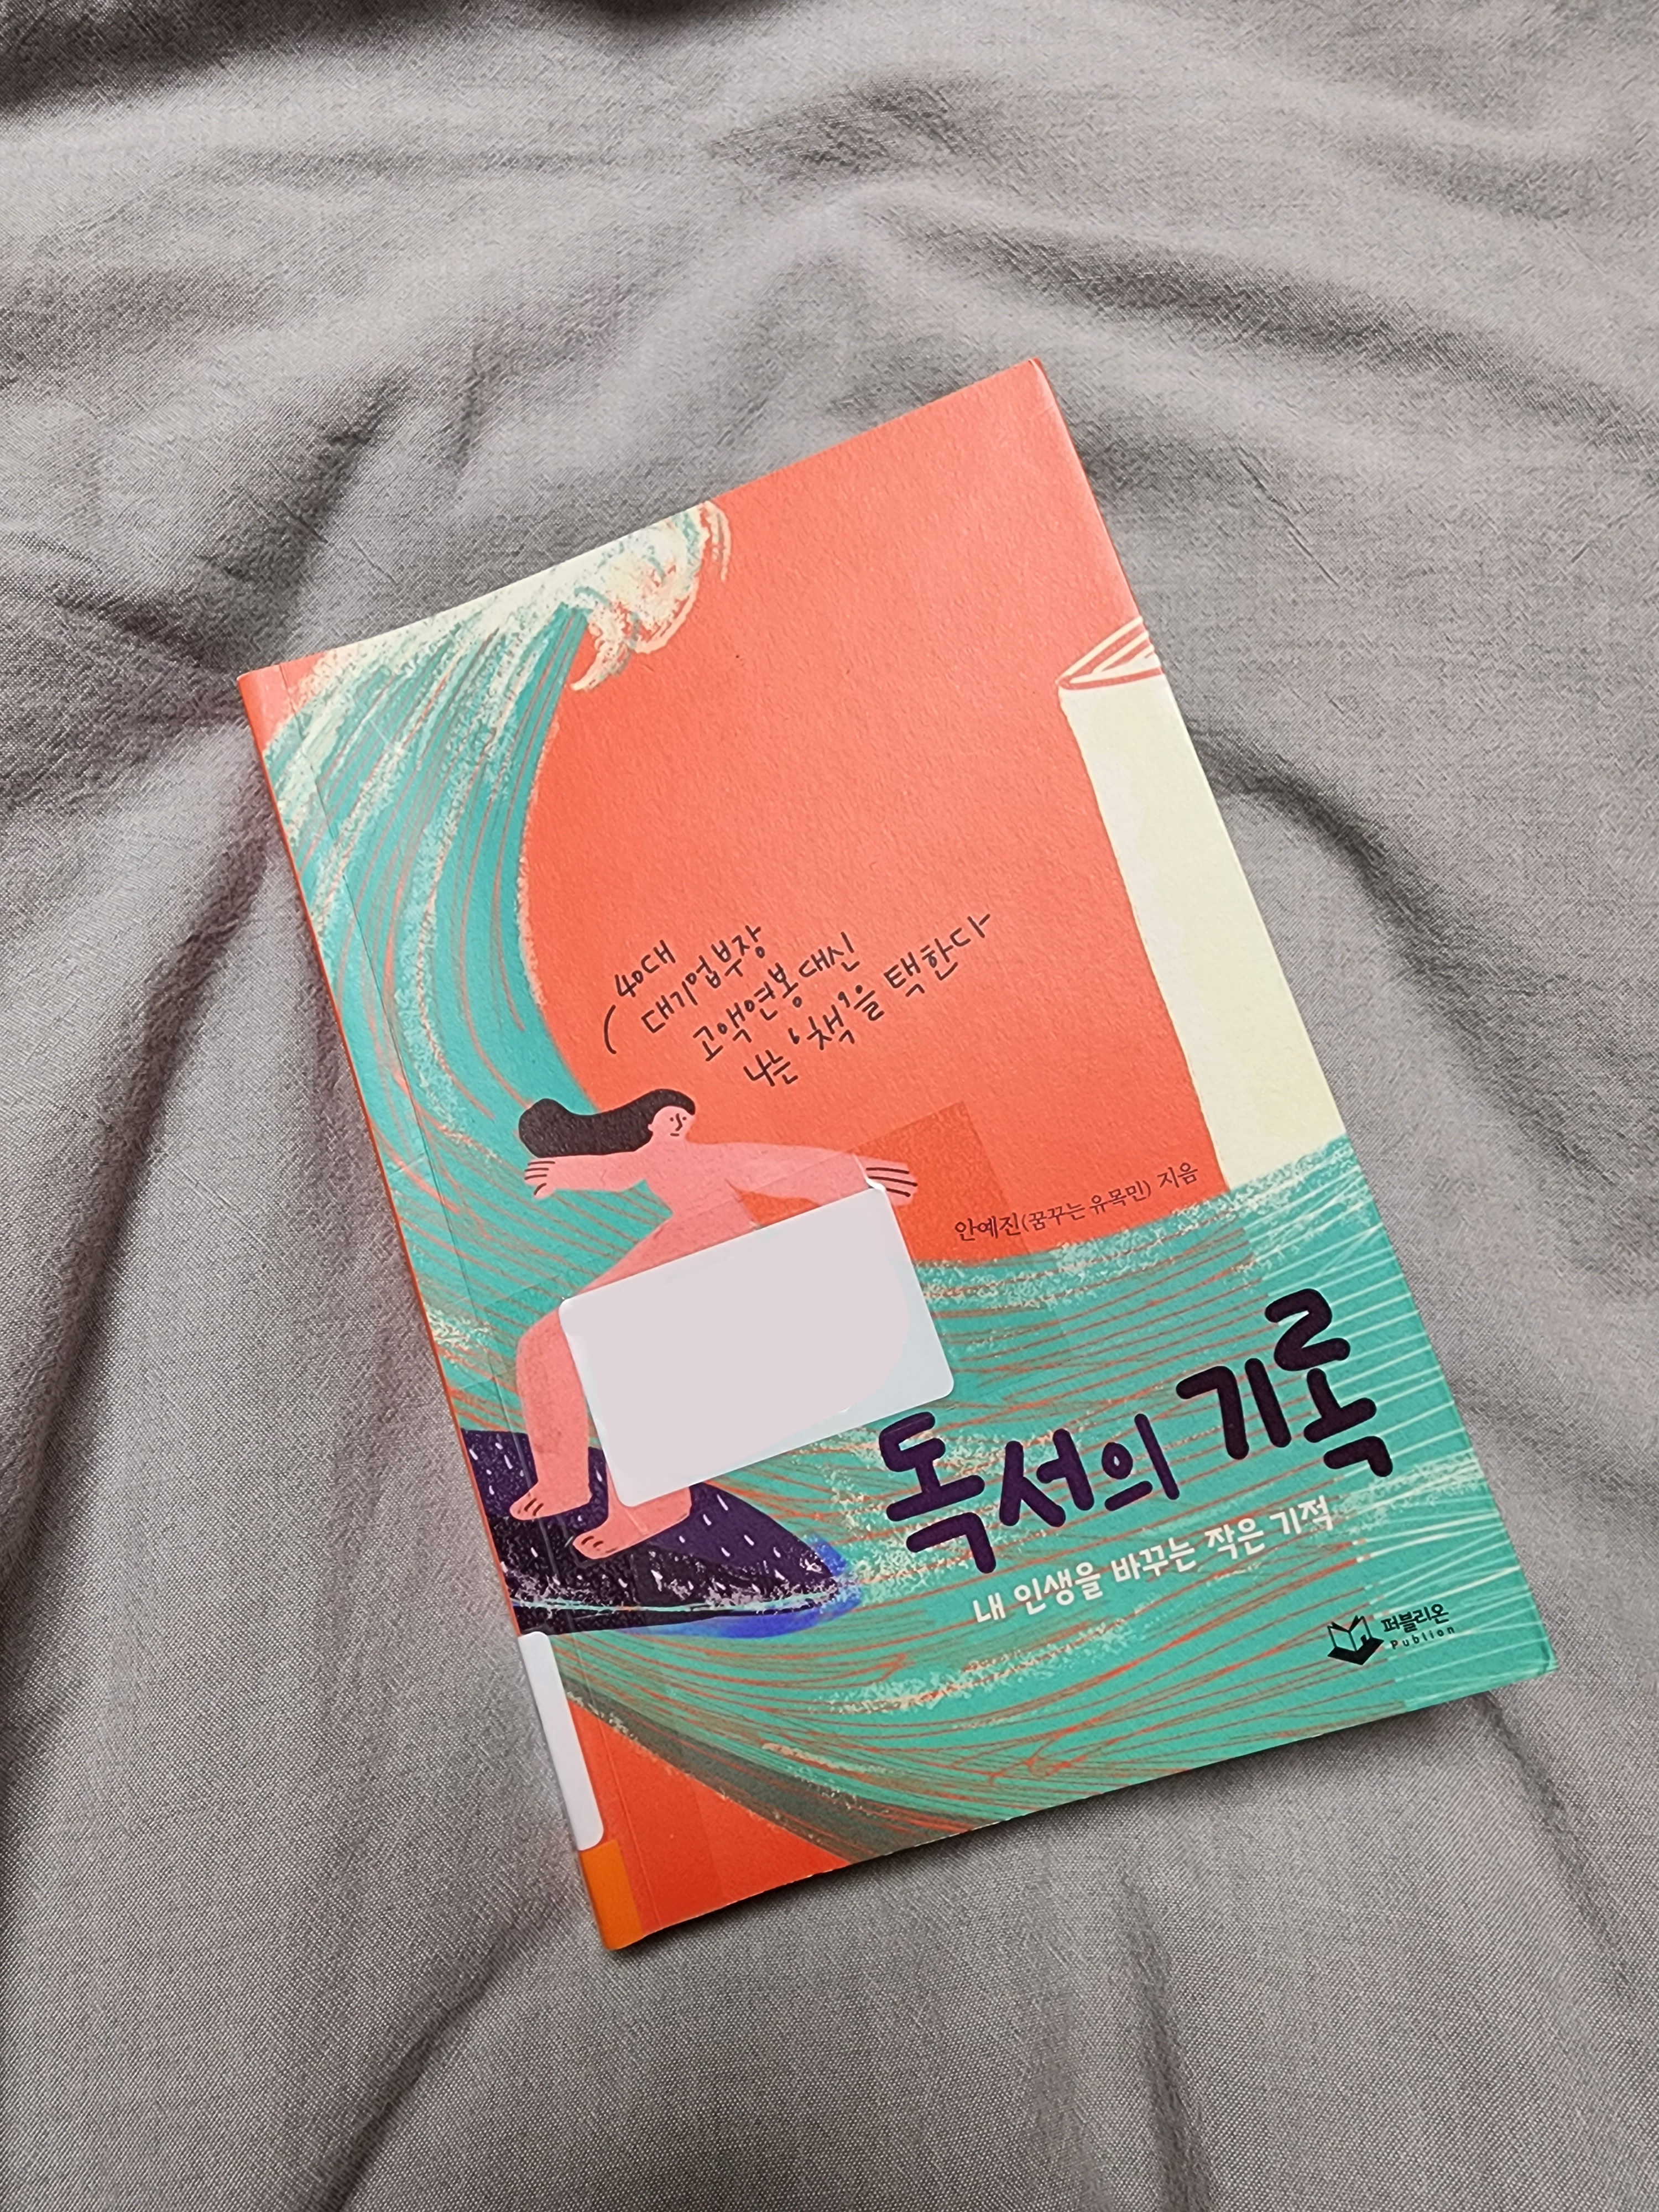 40대
대기업부장
고액연봉 대신
나는 '책'을 택한다
안예진(꿈꾸는 유목민) 지음
독서의 기록
내 인생을 바꾸는 작은 기적
퍼블리온
Publion